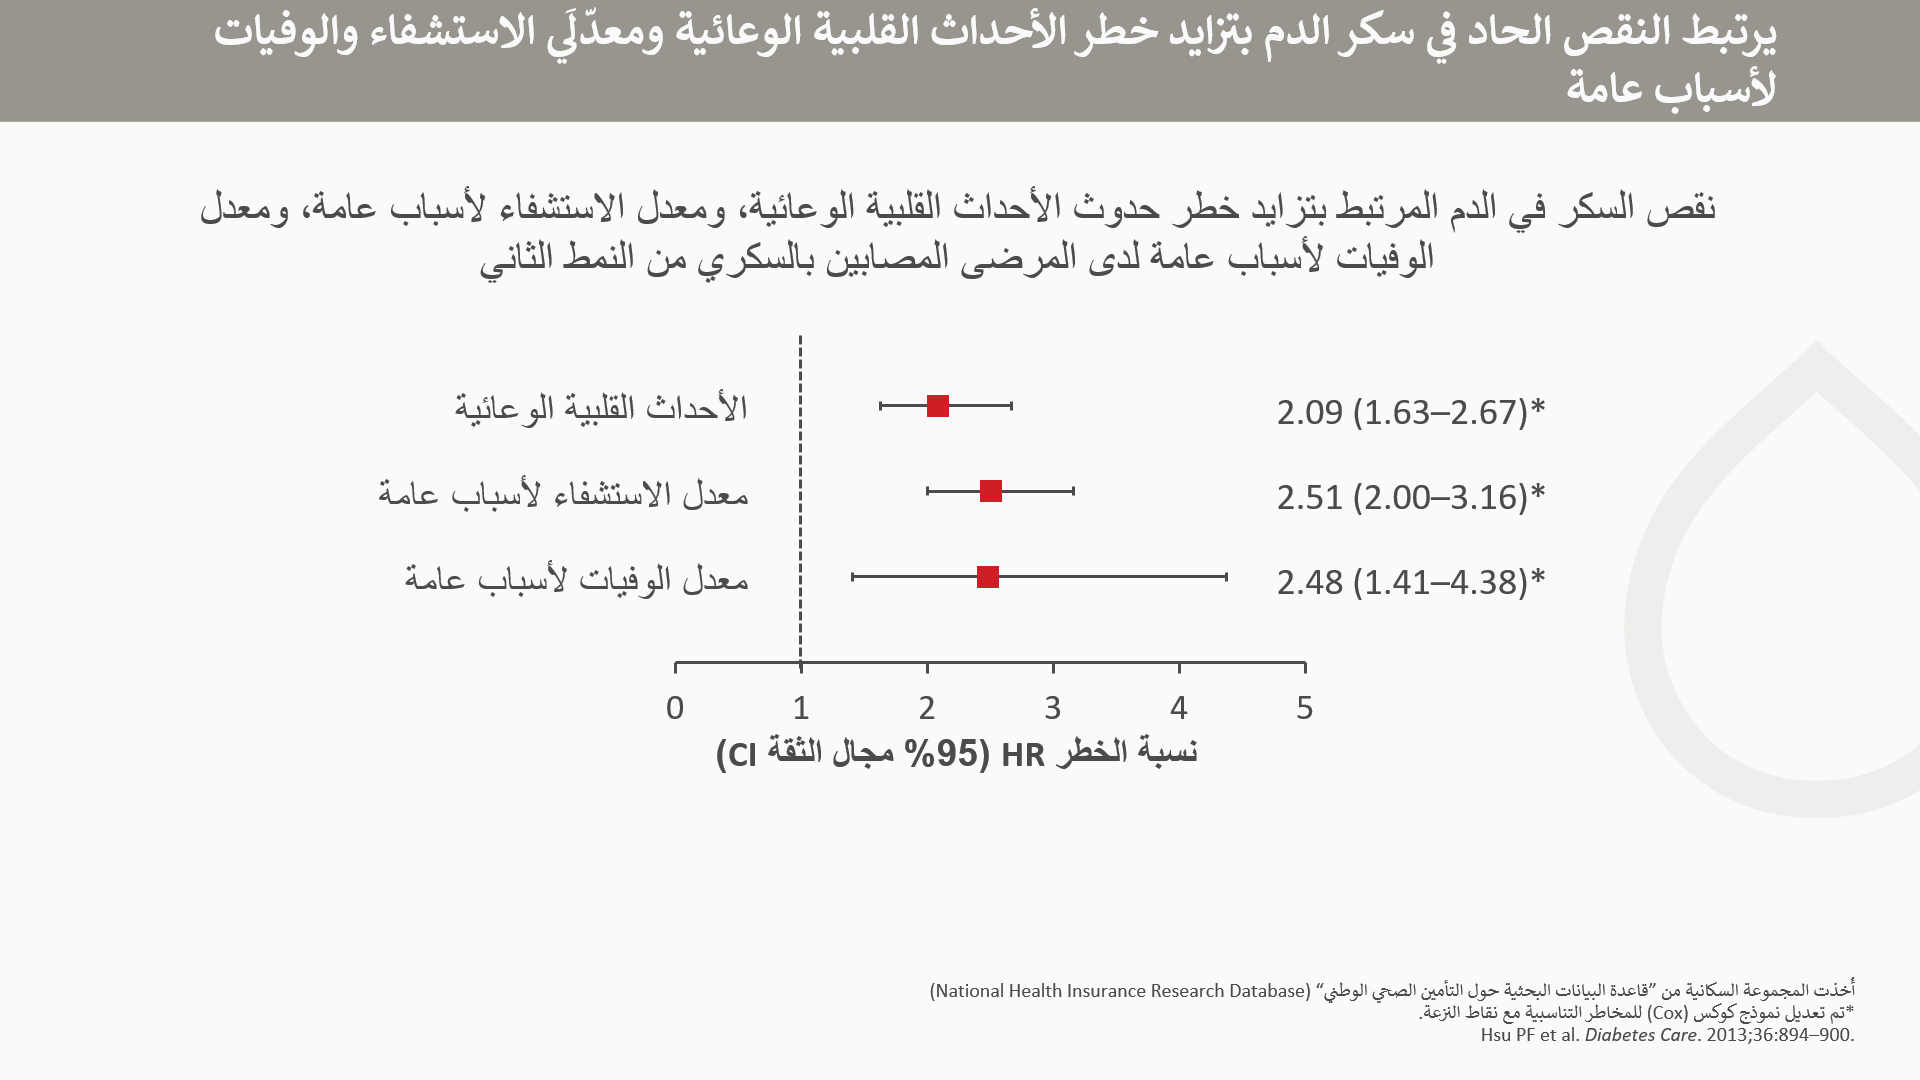 يرتبط النقص الحاد في سكر الدم بتزايد خطر الأحداث القلبية الوعائية ومعدّلَي الاستشفاء والوفيات
لأسباب عامة
نقص السكر في الدم المرتبط بتزايد خطر حدوث الأحداث القلبية الوعائية، ومعدل الاستشفاء لأسباب عامة، ومعدل
الوفيات لأسباب عامة لدى المرضى المصابين بالسكري من النمط الثاني
الأحداث القلبية الوعائية
2.09 (1.63–2.67)*
معدل الاستشفاء لأسباب عامة
2.51 (2.00–3.16)*
معدل الوفيات لأسباب عامة
2.48 (1.41–4.38)*
0 1 2 3 4 5
نسبة الخطر HR (95% مجال الثقة CI)
أُخذت المجموعة السكانية من ”قاعدة البيانات البحثية حول التأمين الصحي الوطني“ (National Health Insurance Research Database)
*تم تعديل نموذج كوكس (Cox) للمخاطر التناسبية مع نقاط النزعة.
Hsu PF et al. Diabetes Care. 2013;36:894–900.